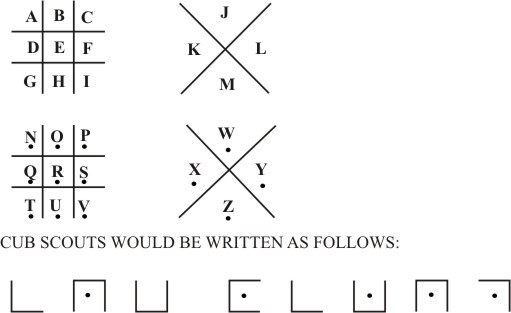 A B C
J
D E F
K L
G H I
M
N O P
W
Q R S
X Y
T U V
Z
CUB SCOUTS WOULD BE WRITTEN AS FOLLOWS: